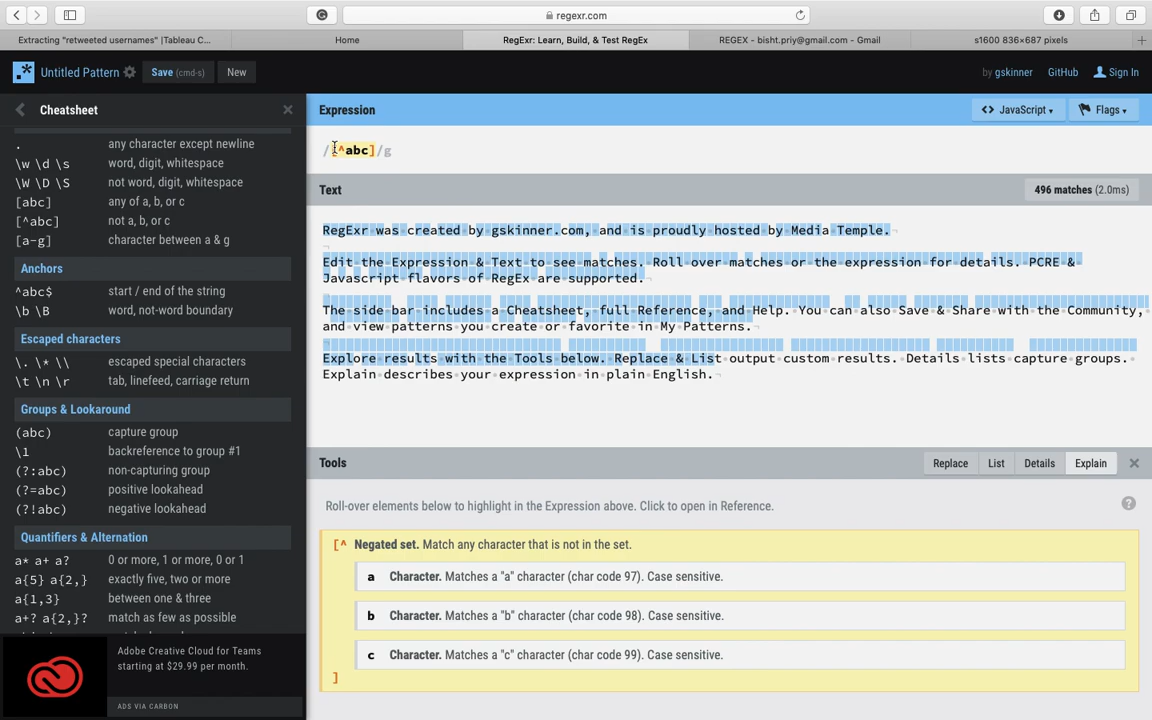 regexr.com
Extracting "retweeted usernames" |Tableau C...
Home
RegExr: Learn, Build, & Test RegEx
REGEX - bisht.priy@gmail.com - Gmail
s1600 836×687 pixels
Untitled Pattern
Save (cmd-s)
New
by gskinner
GitHub
Sign In
Cheatsheet
. any character except newline
\w \d \s word, digit, whitespace
\W \D \S not word, digit, whitespace
[abc] any of a, b, or c
[^abc] not a, b, or c
[a-g] character between a & g
Anchors
^abc$ start / end of the string
\b \B word, not-word boundary
Escaped characters
\. \* \\ escaped special characters
\t \n \r tab, linefeed, carriage return
Groups & Lookaround
(abc) capture group
\1 backreference to group #1
(?:abc) non-capturing group
(?=abc) positive lookahead
(?!abc) negative lookahead
Quantifiers & Alternation
a* a+ a? 0 or more, 1 or more, 0 or 1
a{5} a{2,} exactly five, two or more
a{1,3} between one & three
a+? a{2,}? match as few as possible
Adobe Creative Cloud for Teams
starting at $29.99 per month.
ADS VIA CARBON
Expression
<> JavaScript
Flags
/[^abc]/g
Text
496 matches (2.0ms)
RegExr was created by gskinner.com, and is proudly hosted by Media Temple.
Edit the Expression & Text to see matches. Roll over matches or the expression for details. PCRE &
Javascript flavors of RegEx are supported.
The side bar includes a Cheatsheet, full Reference, and Help. You can also Save & Share with the Community,
and view patterns you create or favorite in My Patterns.
Explore results with the Tools below. Replace & List output custom results. Details lists capture groups.
Explain describes your expression in plain English.
Tools
Replace
List
Details
Explain
Roll-over elements below to highlight in the Expression above. Click to open in Reference.
?
[^ Negated set. Match any character that is not in the set.
a Character. Matches a "a" character (char code 97). Case sensitive.
b Character. Matches a "b" character (char code 98). Case sensitive.
c Character. Matches a "c" character (char code 99). Case sensitive.
]